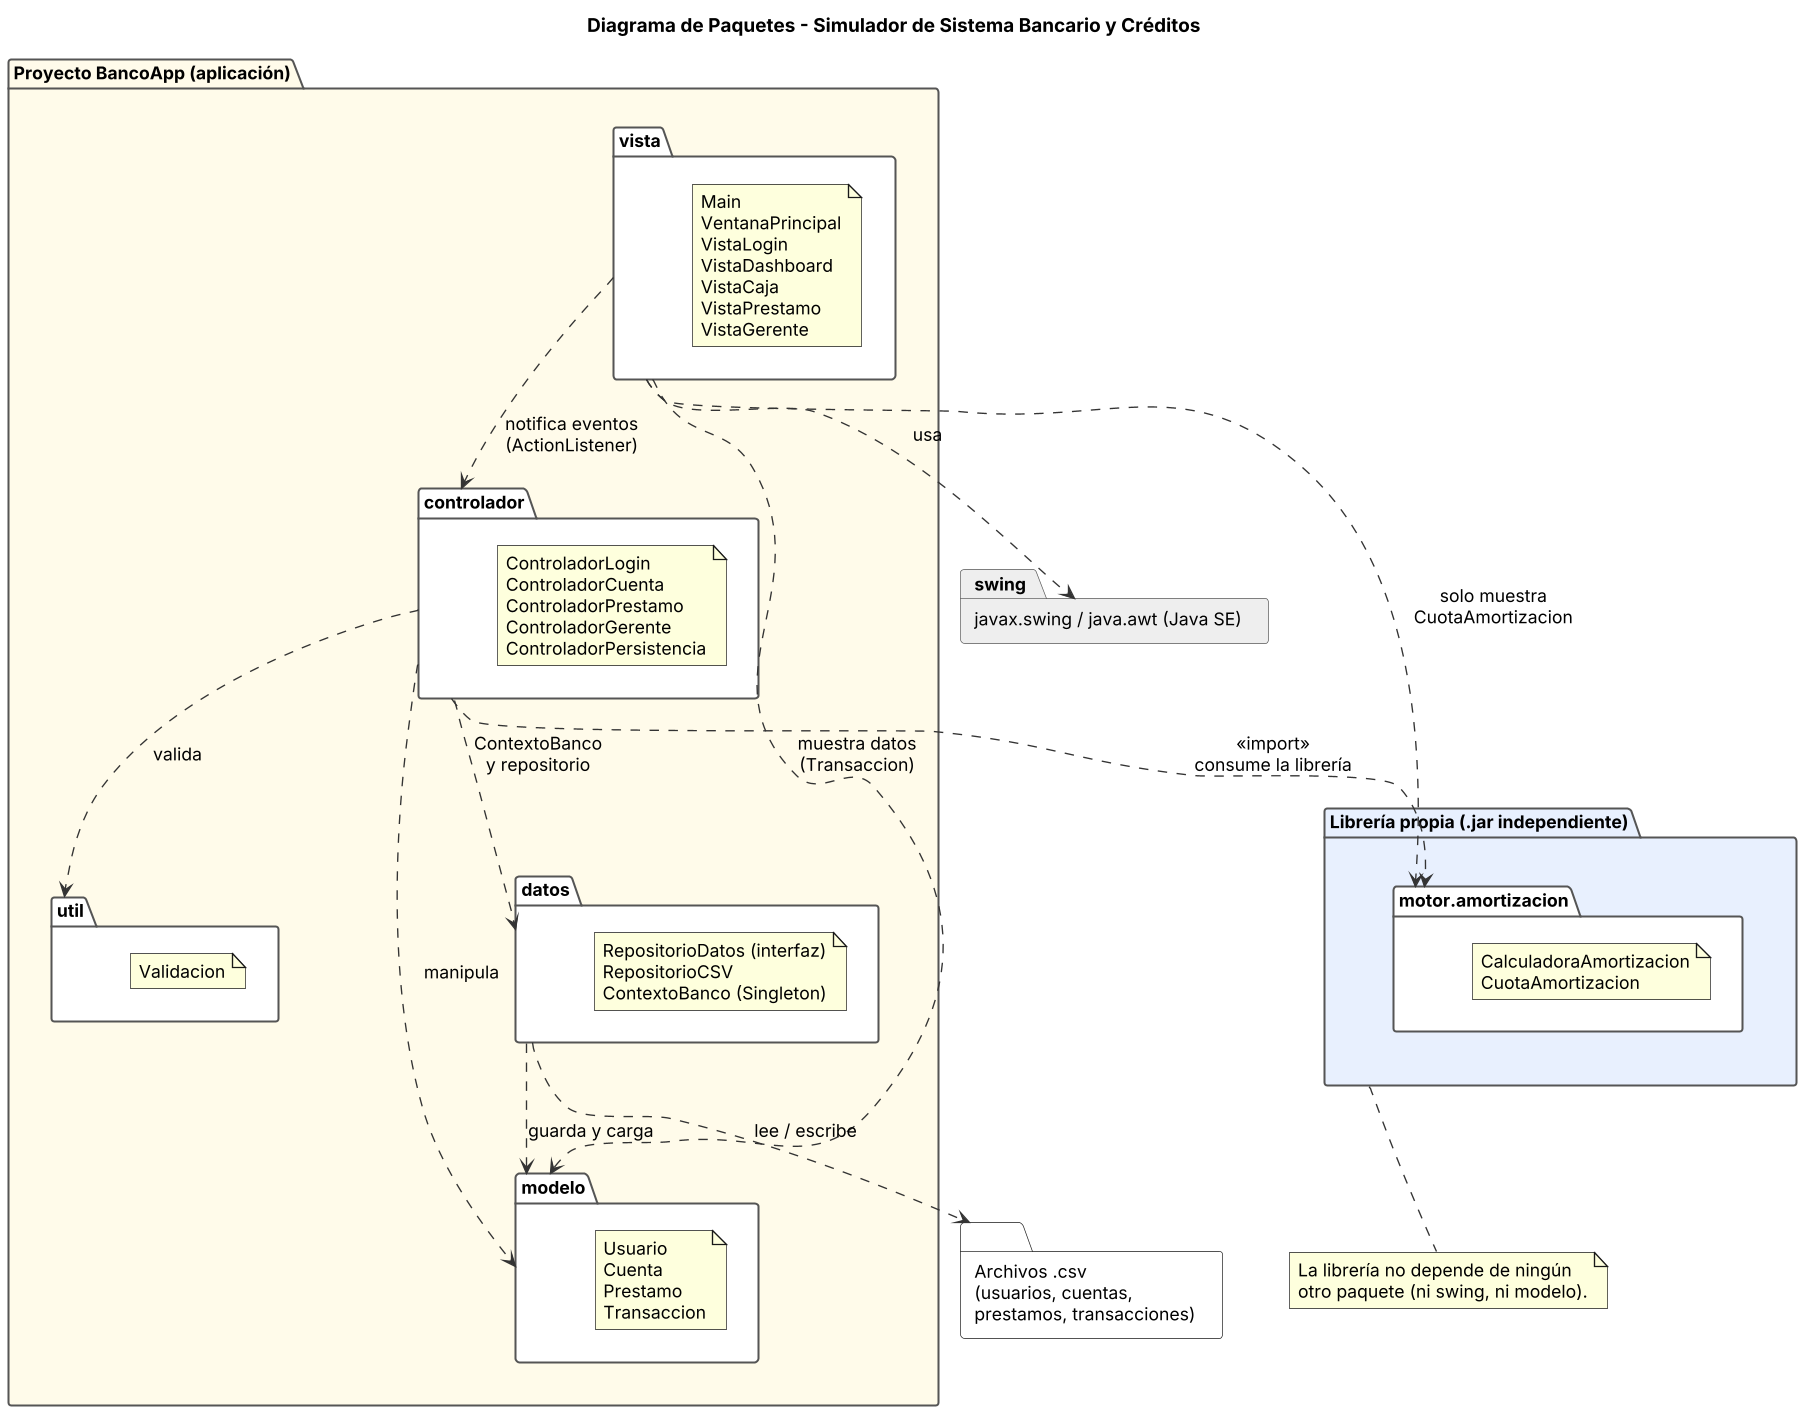 Diagrama de Paquetes - Simulador de Sistema Bancario y Créditos
Proyecto BancoApp (aplicación)
vista
Main
VentanaPrincipal
VistaLogin
VistaDashboard
VistaCaja
VistaPrestamo
VistaGerente
notifica eventos
(ActionListener)
usa
controlador
ControladorLogin
ControladorCuenta
ControladorPrestamo
ControladorGerente
ControladorPersistencia
swing
javax.swing / java.awt (Java SE)
solo muestra
CuotaAmortizacion
valida
ContextoBanco
y repositorio
muestra datos
(Transaccion)
«import»
consume la librería
Librería propia (.jar independiente)
motor.amortizacion
CalculadoraAmortizacion
CuotaAmortizacion
util
Validacion
manipula
datos
RepositorioDatos (interfaz)
RepositorioCSV
ContextoBanco (Singleton)
guarda y carga
lee / escribe
modelo
Usuario
Cuenta
Prestamo
Transaccion
Archivos .csv
(usuarios, cuentas,
prestamos, transacciones)
La librería no depende de ningún
otro paquete (ni swing, ni modelo).